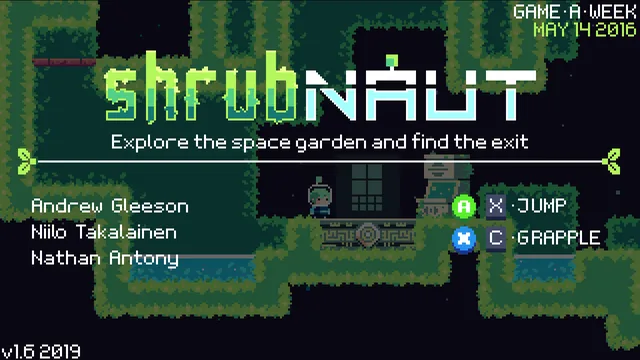 GAME·A·WEEK
MAY 14 2016
shrubNAUT
Explore the space garden and find the exit
Andrew Gleeson
Niilo Takalainen
Nathan Antony
A X·JUMP
X C·GRAPPLE
v1.6 2019